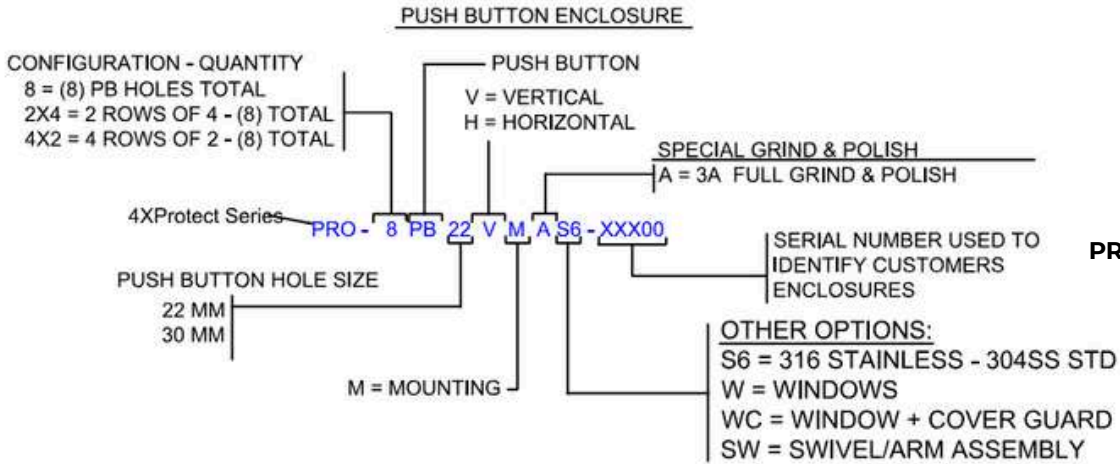 PUSH BUTTON ENCLOSURE
CONFIGURATION - QUANTITY
8 = (8) PB HOLES TOTAL
2X4 = 2 ROWS OF 4 - (8) TOTAL
4X2 = 4 ROWS OF 2 - (8) TOTAL
PUSH BUTTON
V = VERTICAL
H = HORIZONTAL
SPECIAL GRIND & POLISH
A = 3A FULL GRIND & POLISH
4XProtect Series
PRO - 8 PB 22 V M A S6 - XXX00
PUSH BUTTON HOLE SIZE
22 MM
30 MM
M = MOUNTING
SERIAL NUMBER USED TO
IDENTIFY CUSTOMERS
ENCLOSURES
PR
OTHER OPTIONS:
S6 = 316 STAINLESS - 304SS STD
W = WINDOWS
WC = WINDOW + COVER GUARD
SW = SWIVEL/ARM ASSEMBLY